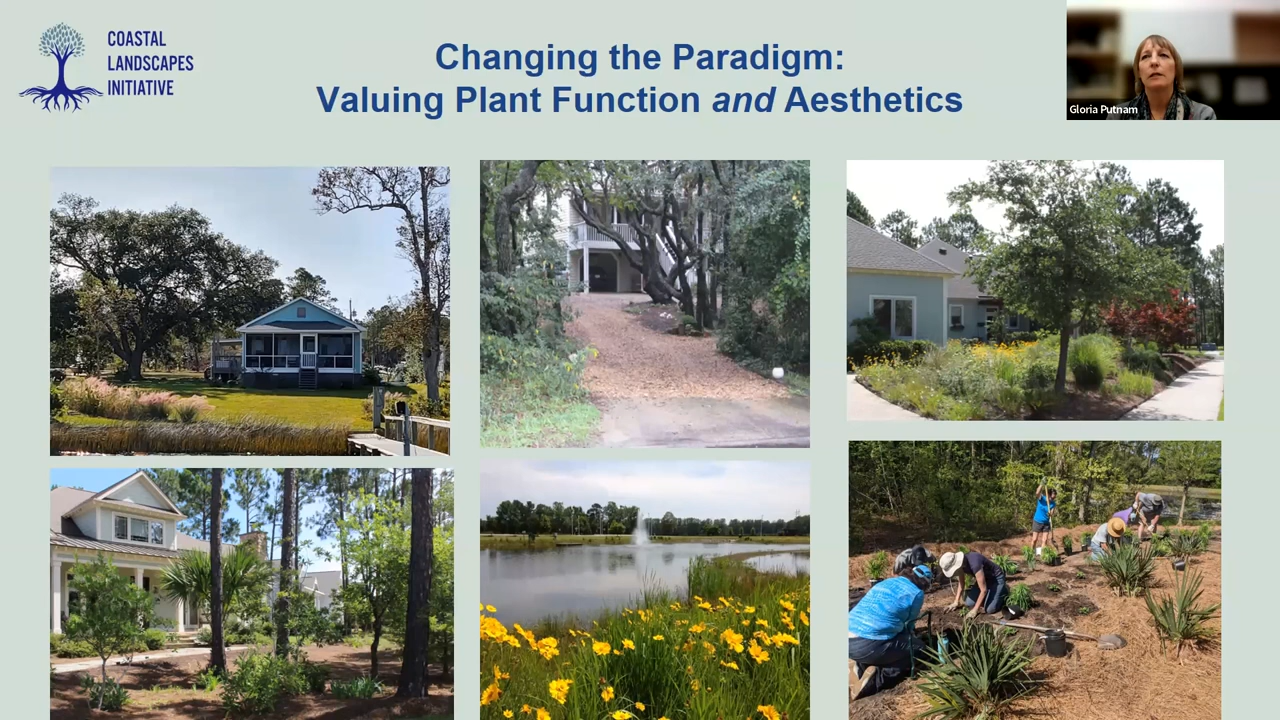 COASTAL
LANDSCAPES
INITIATIVE
Changing the Paradigm:
Valuing Plant Function and Aesthetics
Gloria Putnam